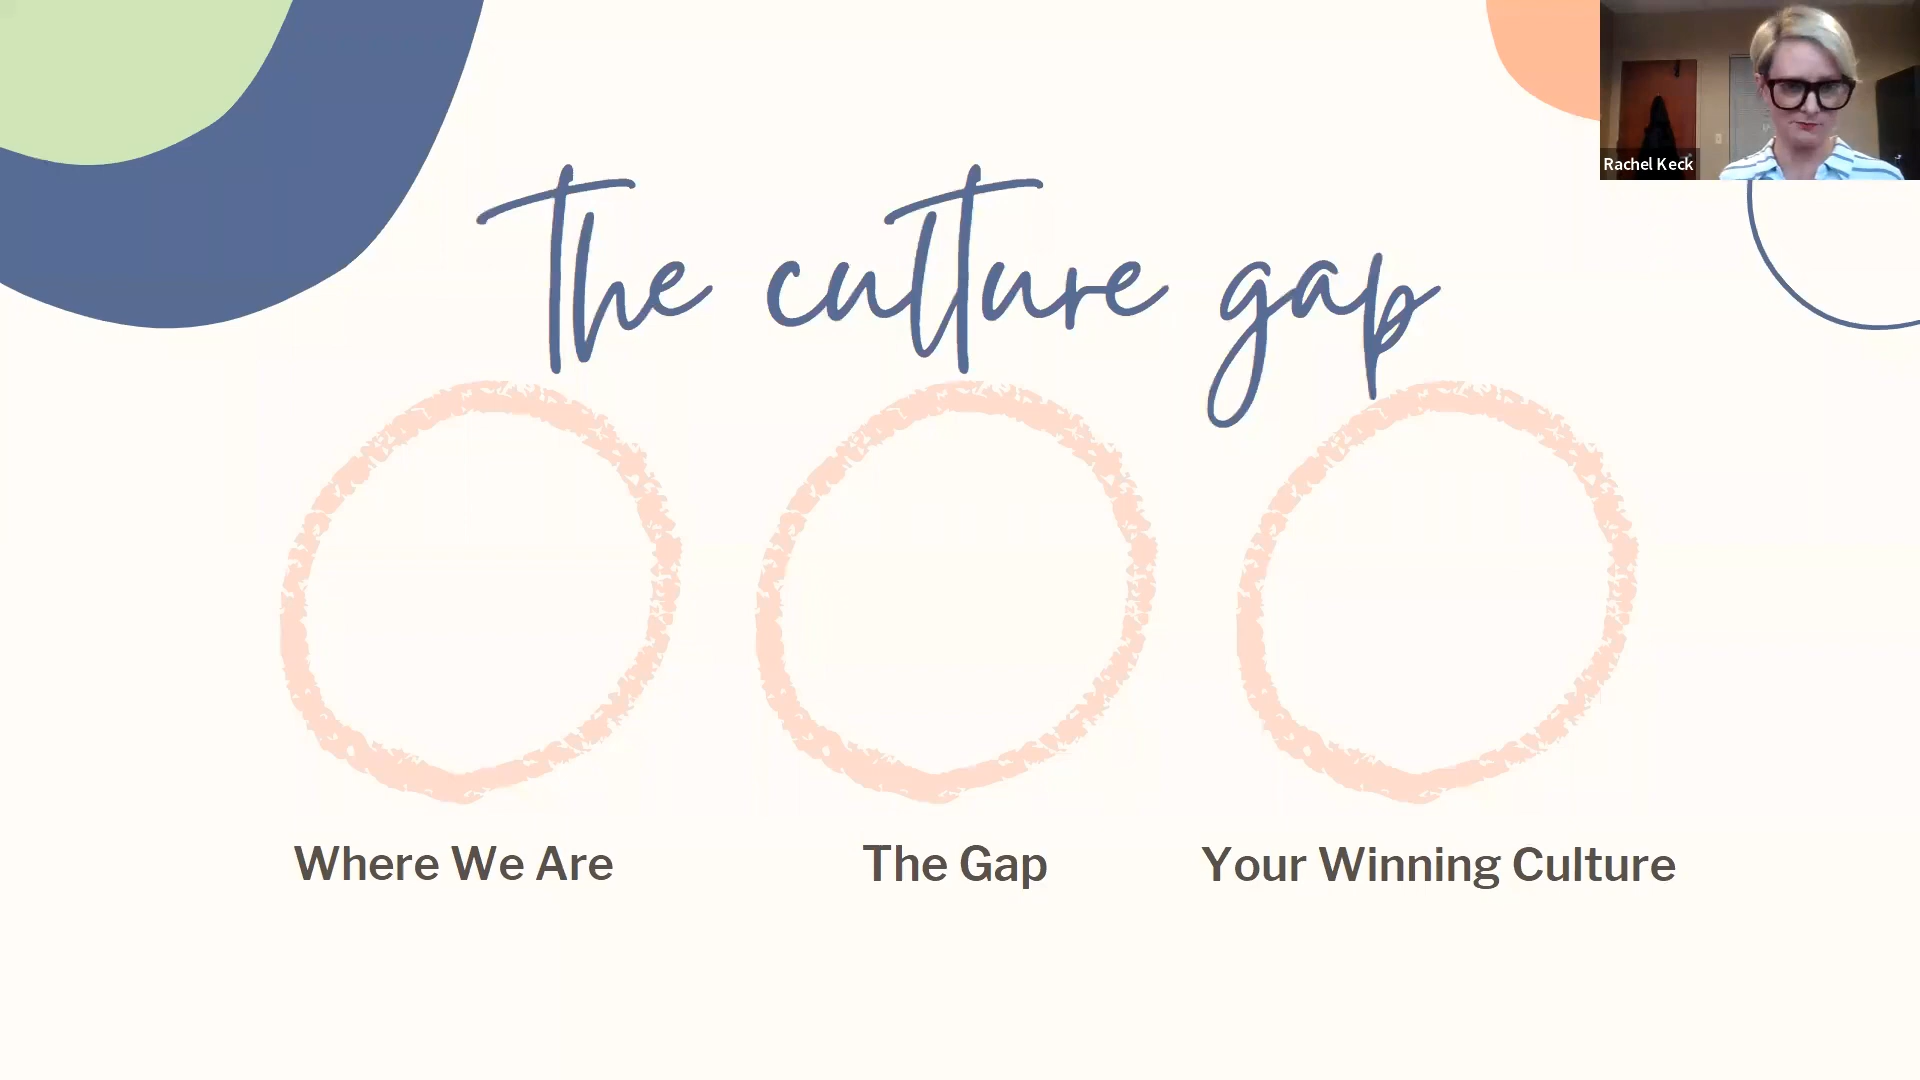 Rachel Keck
the culture gap
Where We Are
The Gap
Your Winning Culture